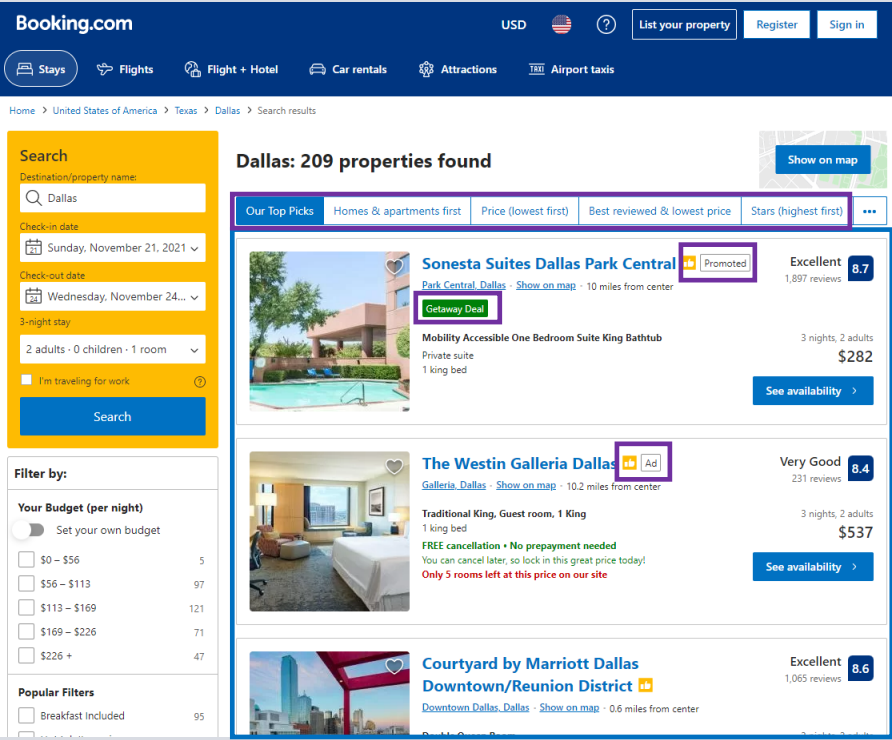 Booking.com
USD
List your property
Register
Sign in
Stays
Flights
Flight + Hotel
Car rentals
Attractions
TAXI Airport taxis
Home > United States of America > Texas > Dallas > Search results
Search
Destination/property name:
Dallas
Check-in date
21 Sunday, November 21, 2021
Check-out date
24 Wednesday, November 24...
3-night stay
2 adults · 0 children · 1 room
I'm traveling for work
Search
Filter by:
Your Budget (per night)
Set your own budget
$0 – $56 5
$56 – $113 97
$113 – $169 121
$169 – $226 71
$226 + 47
Popular Filters
Breakfast Included 95
Dallas: 209 properties found
Show on map
Our Top Picks
Homes & apartments first
Price (lowest first)
Best reviewed & lowest price
Stars (highest first)
...
Sonesta Suites Dallas Park Central Promoted
Park Central, Dallas · Show on map · 10 miles from center
Getaway Deal
Mobility Accessible One Bedroom Suite King Bathtub
Private suite
1 king bed
Excellent 8.7
1,897 reviews
3 nights, 2 adults
$282
See availability >
The Westin Galleria Dallas Ad
Galleria, Dallas · Show on map · 10.2 miles from center
Traditional King, Guest room, 1 King
1 king bed
FREE cancellation • No prepayment needed
You can cancel later, so lock in this great price today!
Only 5 rooms left at this price on our site
Very Good 8.4
231 reviews
3 nights, 2 adults
$537
See availability >
Courtyard by Marriott Dallas
Downtown/Reunion District
Downtown Dallas, Dallas · Show on map · 0.6 miles from center
Excellent 8.6
1,065 reviews